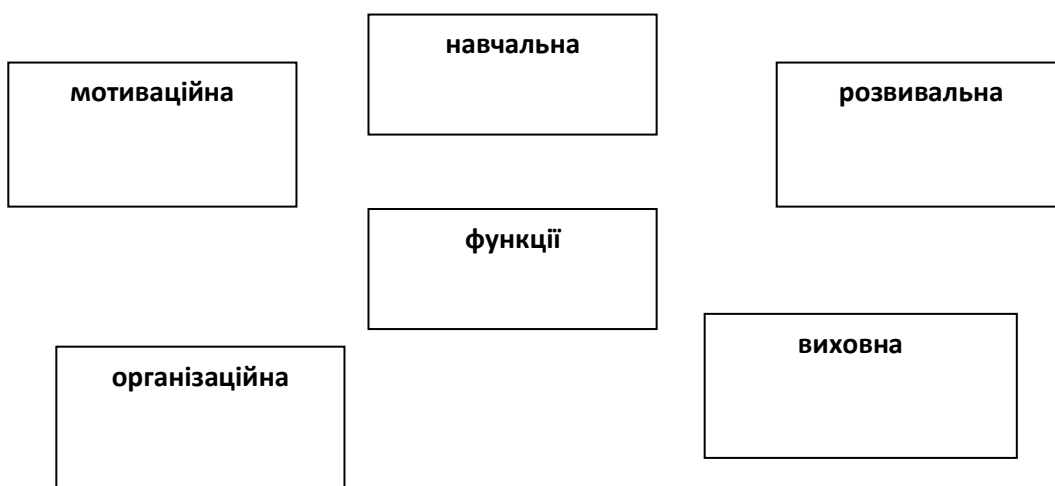 навчальна
мотиваційна
розвивальна
функції
виховна
організаційна